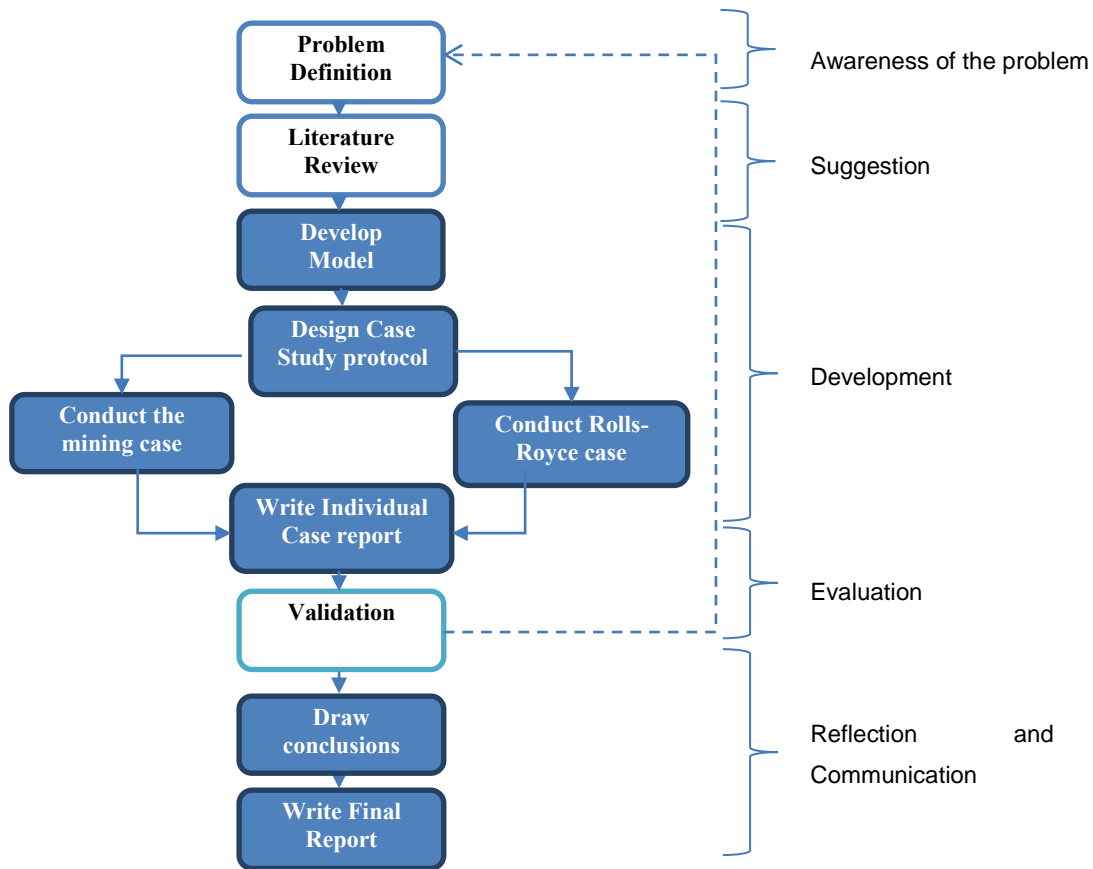 Problem
Definition
Awareness of the problem
Literature
Review
Suggestion
Develop
Model
Design Case
Study protocol
Development
Conduct the
mining case
Conduct Rolls-
Royce case
Write Individual
Case report
Evaluation
Validation
Draw
conclusions
Reflection and
Communication
Write Final
Report